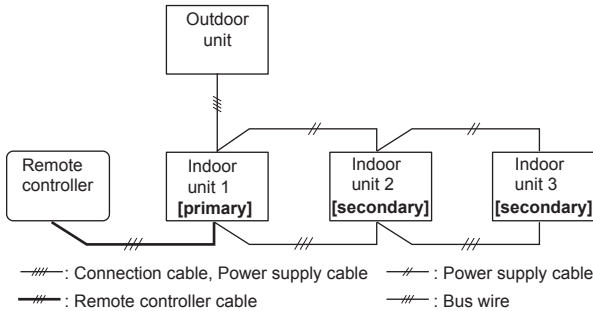 Outdoor
unit
Remote
controller
Indoor
unit 1
[primary]
Indoor
unit 2
[secondary]
Indoor
unit 3
[secondary]
: Connection cable, Power supply cable
: Power supply cable
: Remote controller cable
: Bus wire